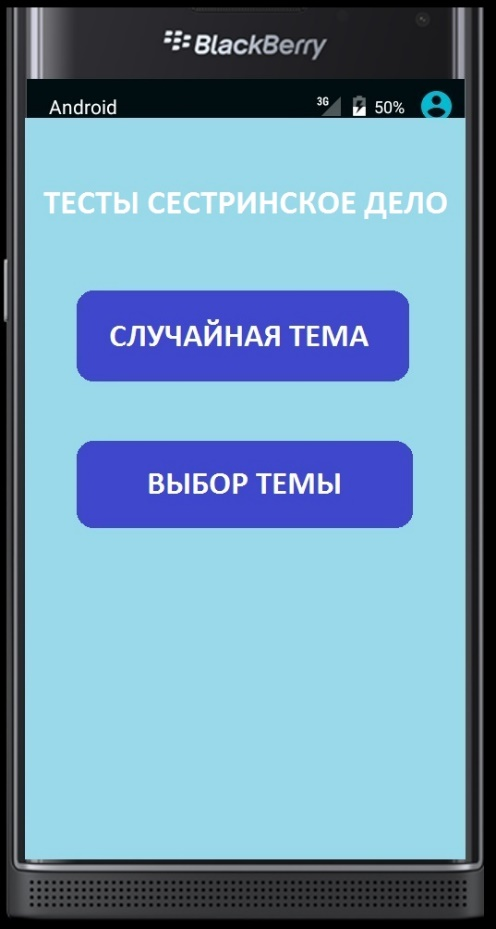 BlackBerry
Android 3G 50%
ТЕСТЫ СЕСТРИНСКОЕ ДЕЛО
СЛУЧАЙНАЯ ТЕМА
ВЫБОР ТЕМЫ